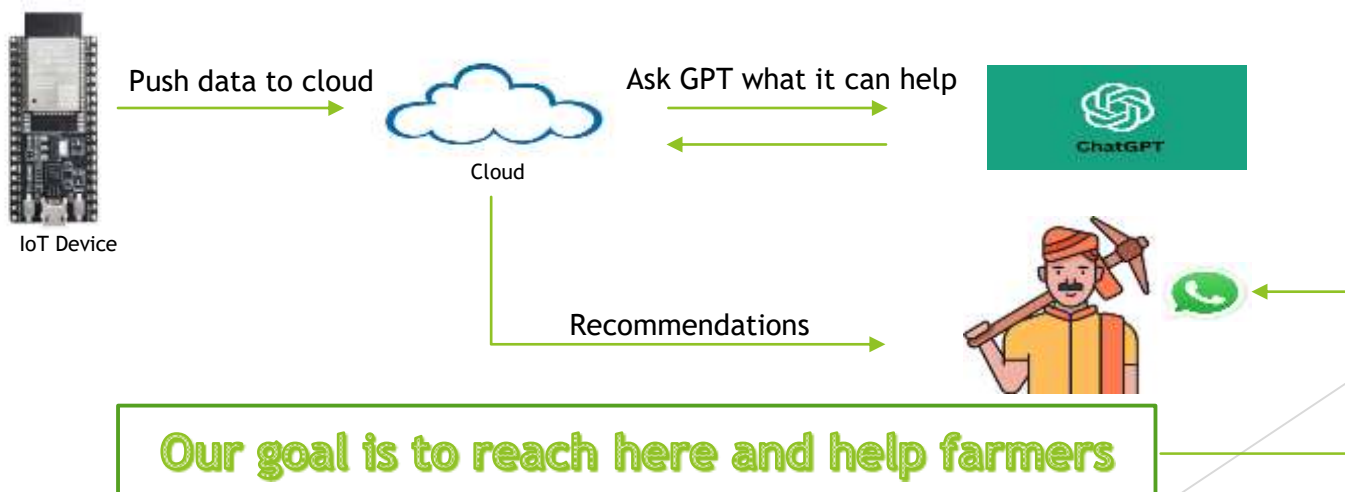 Push data to cloud
Ask GPT what it can help
ChatGPT
Cloud
IoT Device
Recommendations
Our goal is to reach here and help farmers